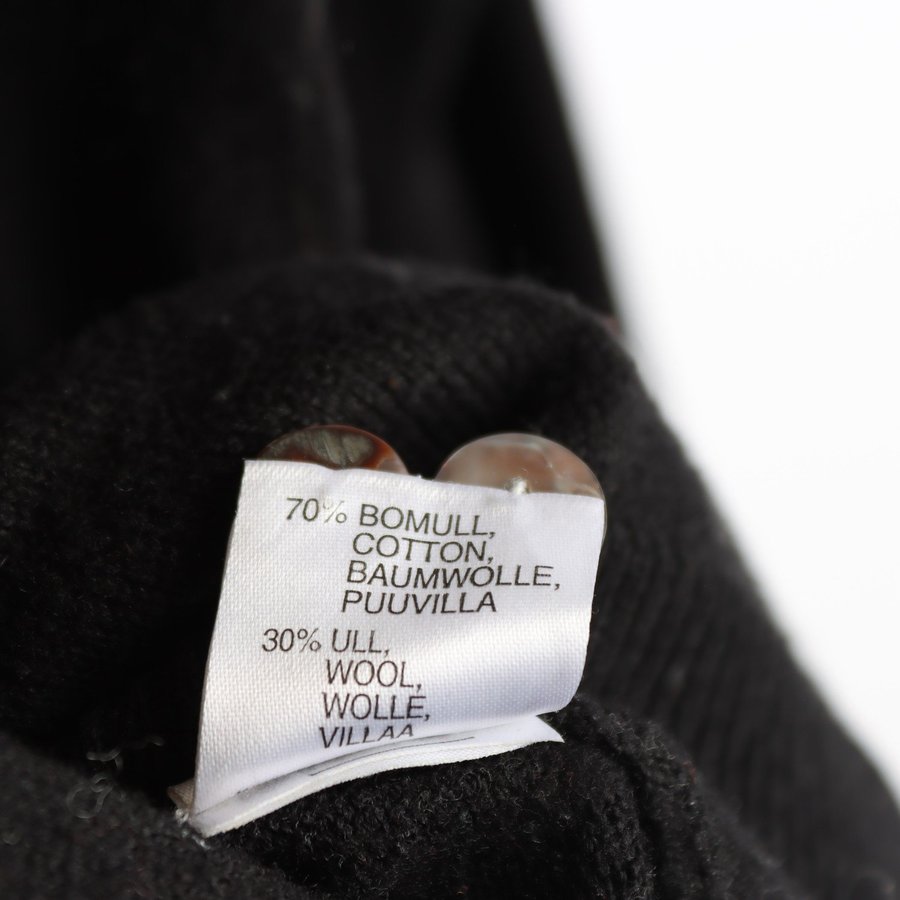 70% BOMULL,
COTTON,
BAUMWOLLE,
PUUVILLA
30% ULL,
WOOL,
WOLLE,
VILLAA